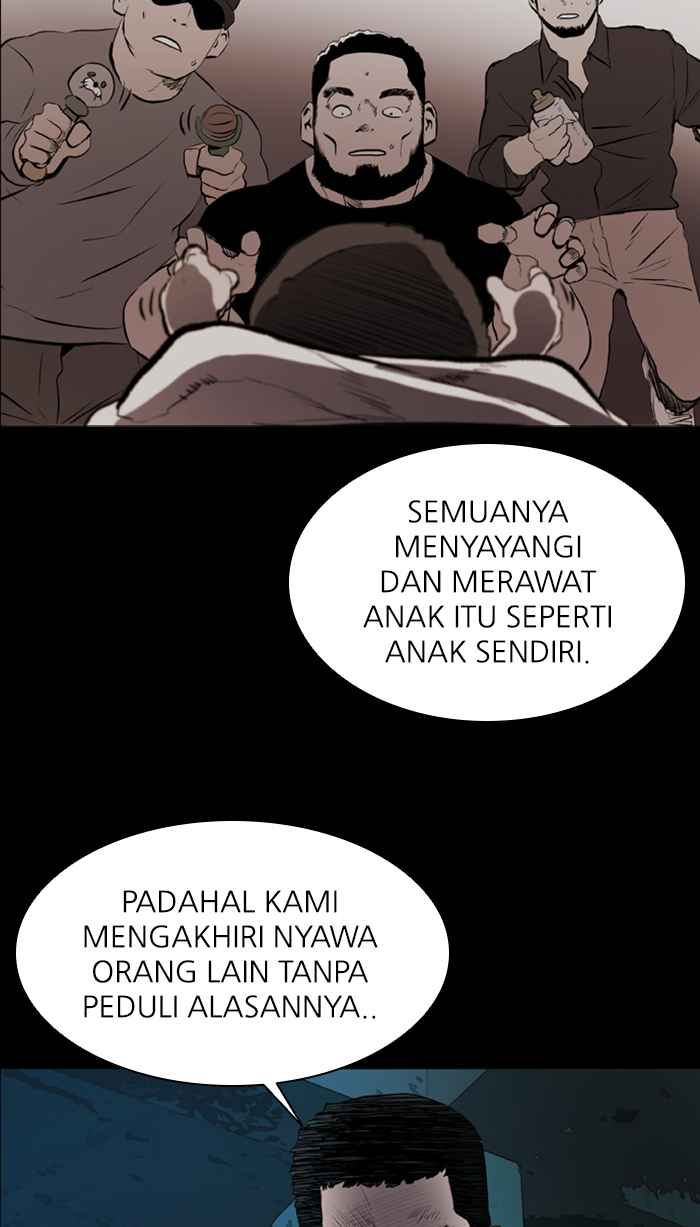 SEMUANYA
MENYAYANGI
DAN MERAWAT
ANAK ITU SEPERTI
ANAK SENDIRI.
PADAHAL KAMI
MENGAKHIRI NYAWA
ORANG LAIN TANPA
PEDULI ALASANNYA..